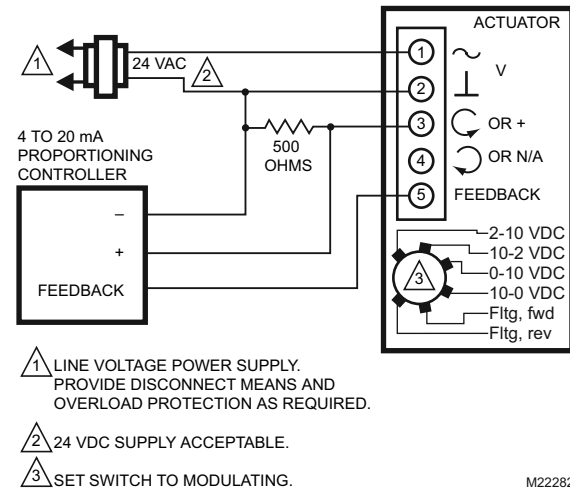 ACTUATOR
1
24 VAC
2
1
V
2
4 TO 20 mA
PROPORTIONING
CONTROLLER
500
OHMS
3
OR +
4
OR N/A
5
FEEDBACK
–
+
FEEDBACK
3
2-10 VDC
10-2 VDC
0-10 VDC
10-0 VDC
Fltg, fwd
Fltg, rev
1 LINE VOLTAGE POWER SUPPLY.
PROVIDE DISCONNECT MEANS AND
OVERLOAD PROTECTION AS REQUIRED.
2 24 VDC SUPPLY ACCEPTABLE.
3 SET SWITCH TO MODULATING.
M22282